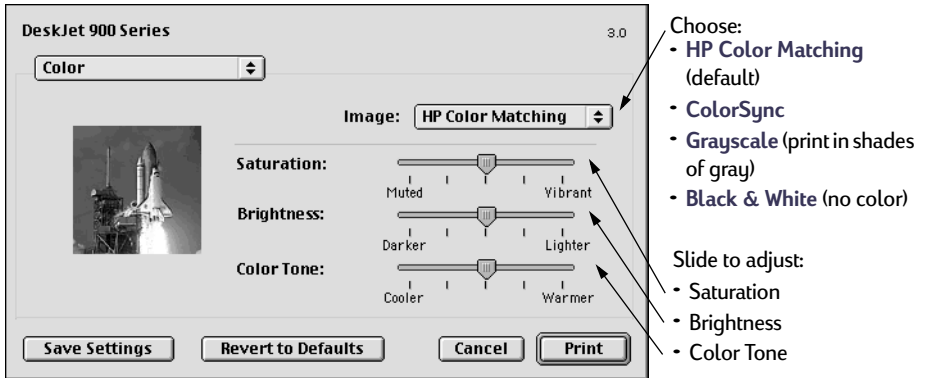 DeskJet 900 Series
3.0
Color
Image: HP Color Matching
Saturation:
Muted Vibrant
Brightness:
Darker Lighter
Color Tone:
Cooler Warmer
Save Settings Revert to Defaults Cancel Print
Choose:
• HP Color Matching
(default)
• ColorSync
• Grayscale (print in shades
of gray)
• Black & White (no color)
Slide to adjust:
• Saturation
• Brightness
• Color Tone